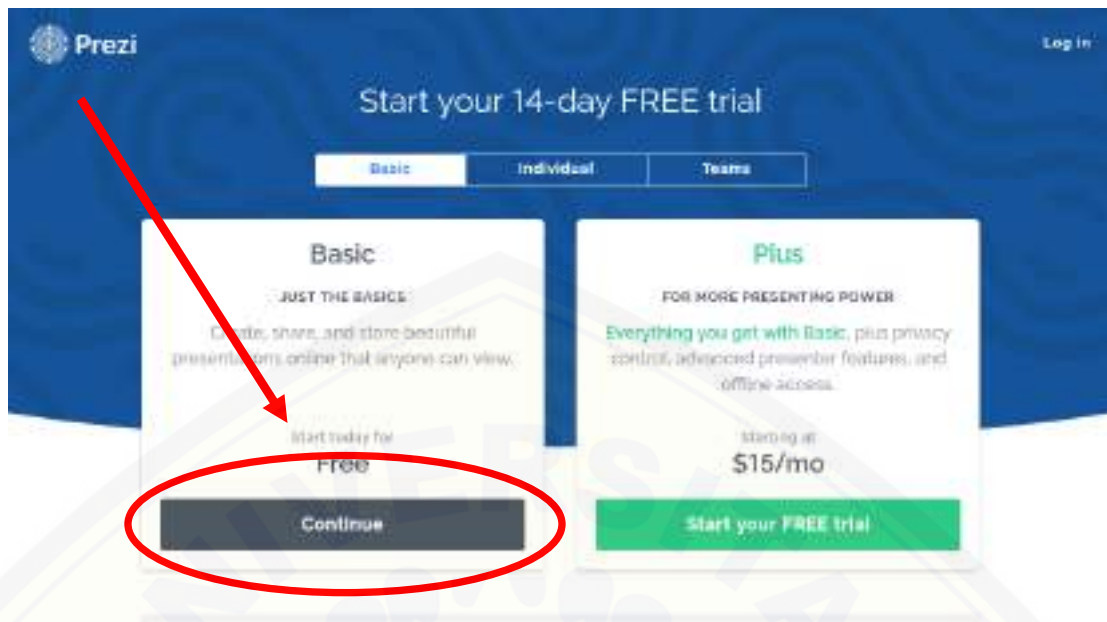 Prezi
Log in
Start your 14-day FREE trial
Basic
Individual
Teams
Basic
JUST THE BASICS
Create, share, and store beautiful
presentations online that anyone can view.
Start today for
Free
Continue
Plus
FOR MORE PRESENTING POWER
Everything you get with Basic, plus privacy
control, advanced presenter features, and
offline access.
Starting at
$15/mo
Start your FREE trial
NIVERSITA